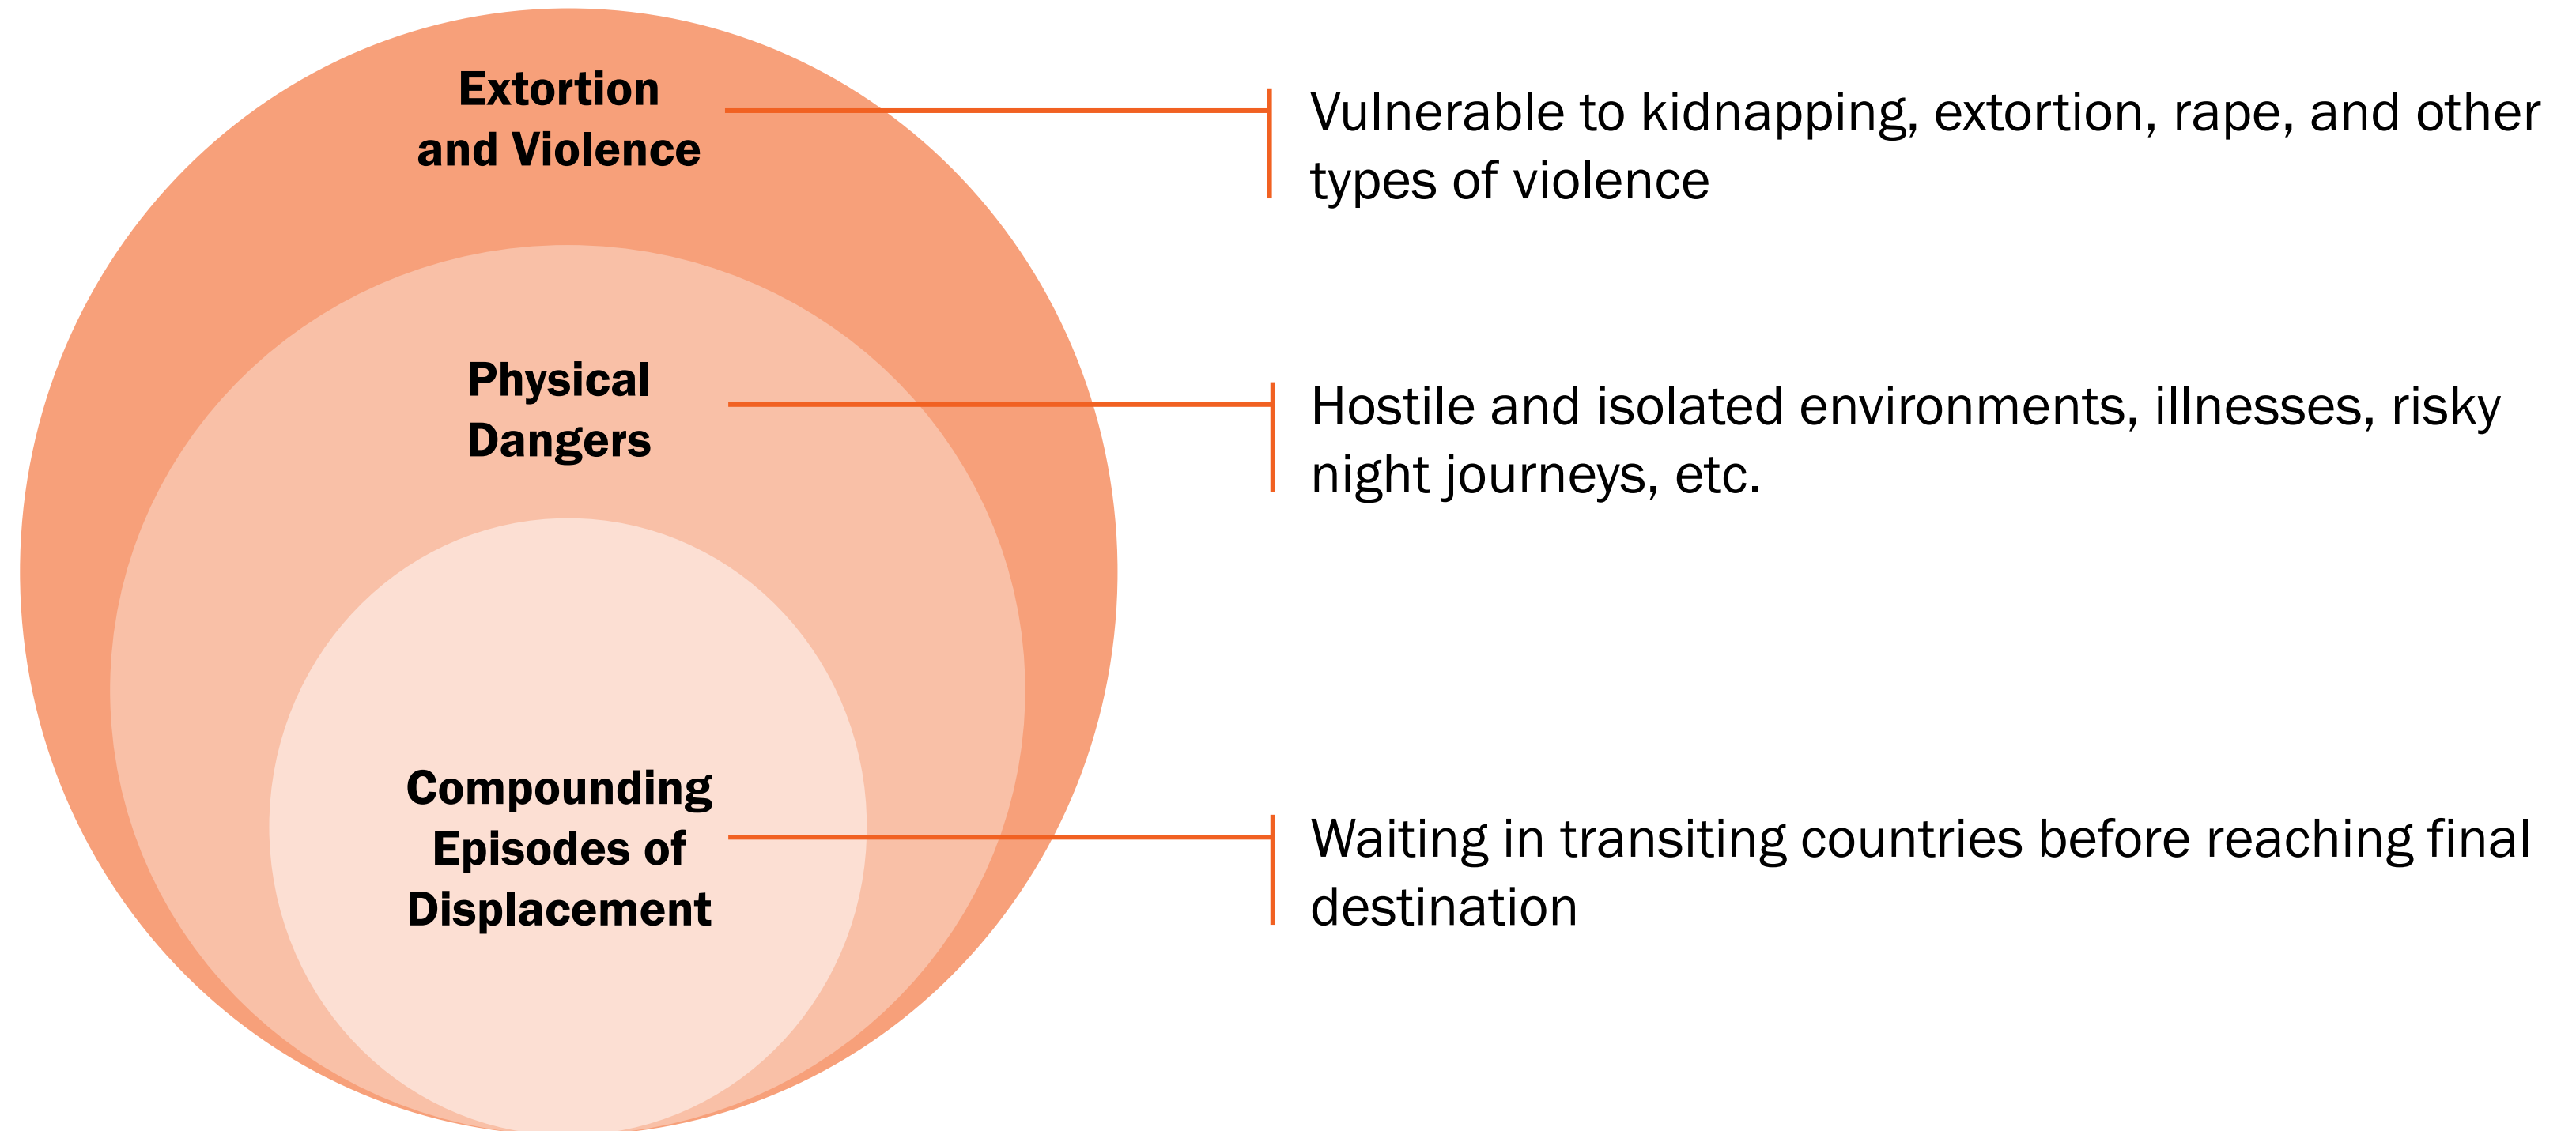 Extortion
and Violence
Vulnerable to kidnapping, extortion, rape, and other
types of violence
Physical
Dangers
Hostile and isolated environments, illnesses, risky
night journeys, etc.
Compounding
Episodes of
Displacement
Waiting in transiting countries before reaching final
destination